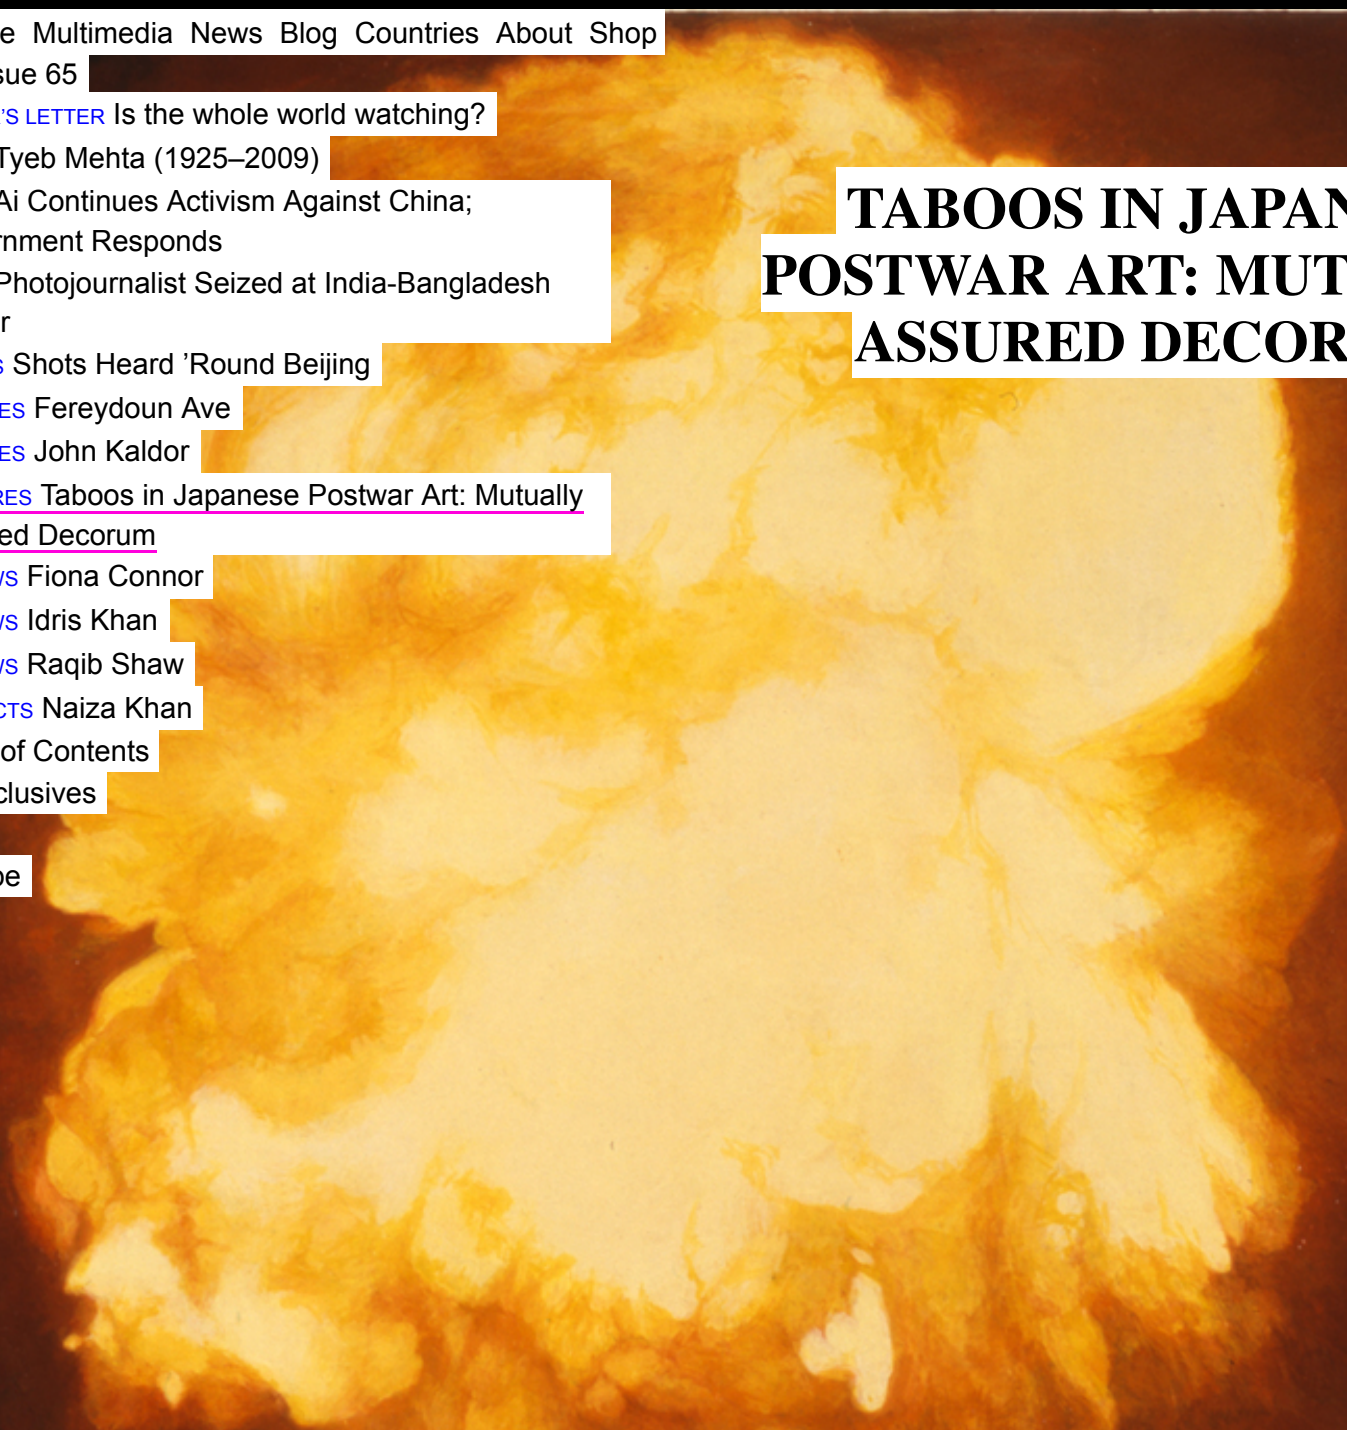 e Multimedia News Blog Countries About Shop
sue 65
'S LETTER Is the whole world watching?
Tyeb Mehta (1925–2009)
Ai Continues Activism Against China;
rnment Responds
Photojournalist Seized at India-Bangladesh
r
S Shots Heard ’Round Beijing
ES Fereydoun Ave
ES John Kaldor
RES Taboos in Japanese Postwar Art: Mutually
ed Decorum
WS Fiona Connor
WS Idris Khan
WS Raqib Shaw
CTS Naiza Khan
of Contents
clusives
pe
TABOOS IN JAPAN
POSTWAR ART: MUT
ASSURED DECOR